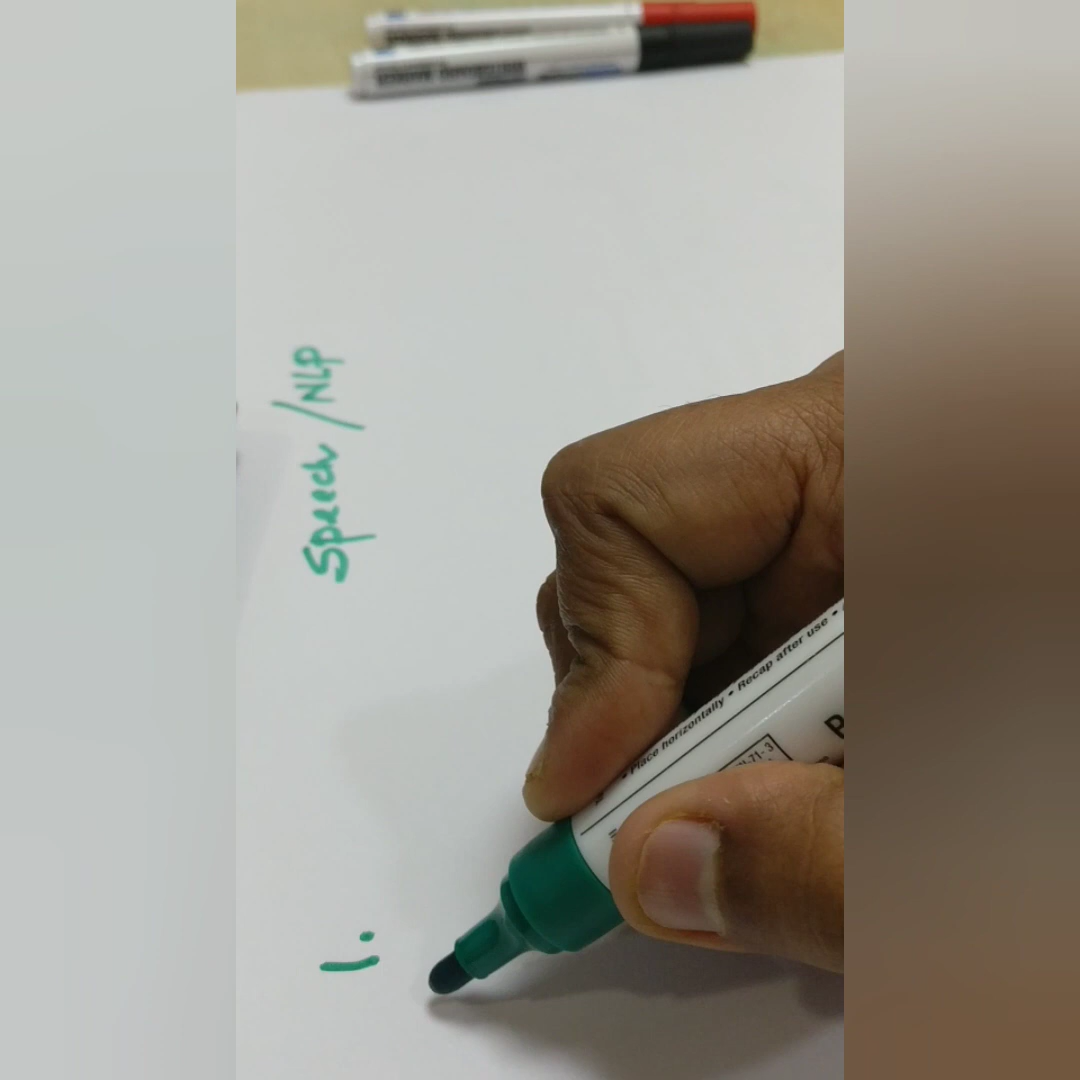 Speech / NLP
1.
• Place horizontally • Recap after use •